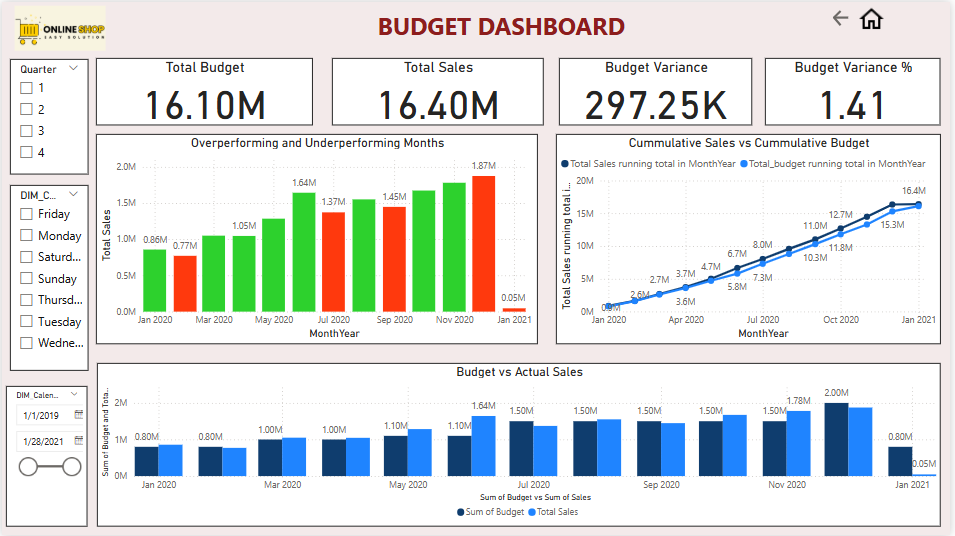 ONLINE SHOP
EASY SOLUTION
BUDGET DASHBOARD
Quarter
1
2
3
4
DIM_C...
Friday
Monday
Saturd...
Sunday
Thursd...
Tuesday
Wedne...
DIM_Calen...
1/1/2019
1/28/2021
Total Budget
16.10M
Total Sales
16.40M
Budget Variance
297.25K
Budget Variance %
1.41
Overperforming and Underperforming Months
Total Sales
2.0M
1.5M
1.0M
0.5M
0.0M
0.86M
0.77M
1.05M
1.64M
1.37M
1.45M
1.87M
0.05M
Jan 2020
Mar 2020
May 2020
Jul 2020
Sep 2020
Nov 2020
Jan 2021
MonthYear
Cummulative Sales vs Cummulative Budget
Total Sales running total in MonthYear
Total_budget running total in MonthYear
Total Sales running total i...
20M
15M
10M
5M
0M
0.9M
2.6M
2.7M
3.7M
3.6M
4.7M
6.7M
5.8M
8.0M
7.3M
11.0M
10.3M
12.7M
11.8M
15.3M
16.4M
Jan 2020
Apr 2020
Jul 2020
Oct 2020
Jan 2021
MonthYear
Budget vs Actual Sales
Sum of Budget and Tota...
2M
1M
0M
0.80M
0.80M
1.00M
1.00M
1.10M
1.10M
1.64M
1.50M
1.50M
1.50M
1.50M
1.50M
1.78M
2.00M
0.80M
0.05M
Jan 2020
Mar 2020
May 2020
Jul 2020
Sep 2020
Nov 2020
Jan 2021
Sum of Budget vs Sum of Sales
Sum of Budget
Total Sales